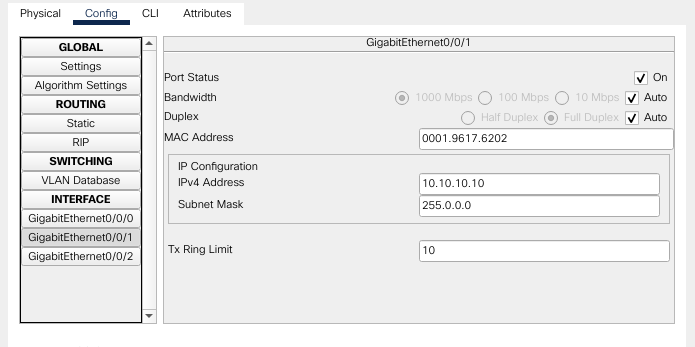 Physical Config CLI Attributes
GLOBAL
Settings
Algorithm Settings
ROUTING
Static
RIP
SWITCHING
VLAN Database
INTERFACE
GigabitEthernet0/0/0
GigabitEthernet0/0/1
GigabitEthernet0/0/2
GigabitEthernet0/0/1
Port Status On
Bandwidth 1000 Mbps 100 Mbps 10 Mbps Auto
Duplex Half Duplex Full Duplex Auto
MAC Address 0001.9617.6202
IP Configuration
IPv4 Address 10.10.10.10
Subnet Mask 255.0.0.0
Tx Ring Limit 10